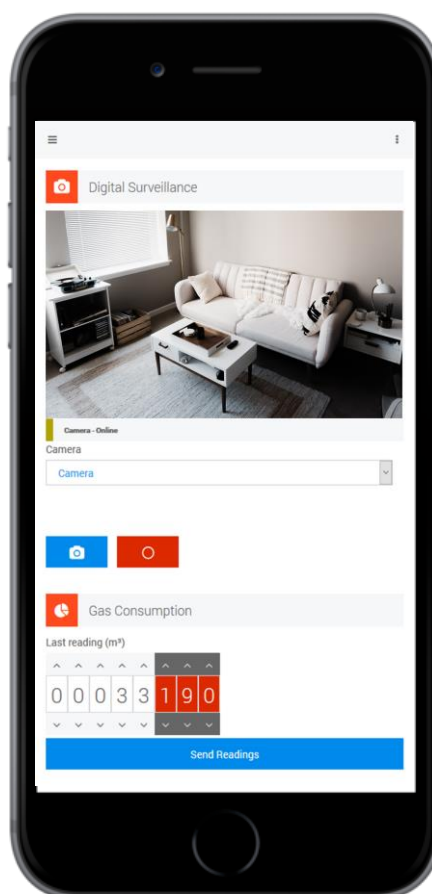 Digital Surveillance
Camera - Online
Camera
Camera
Gas Consumption
Last reading (m³)
0 0 0 3 3 1 9 0
Send Readings